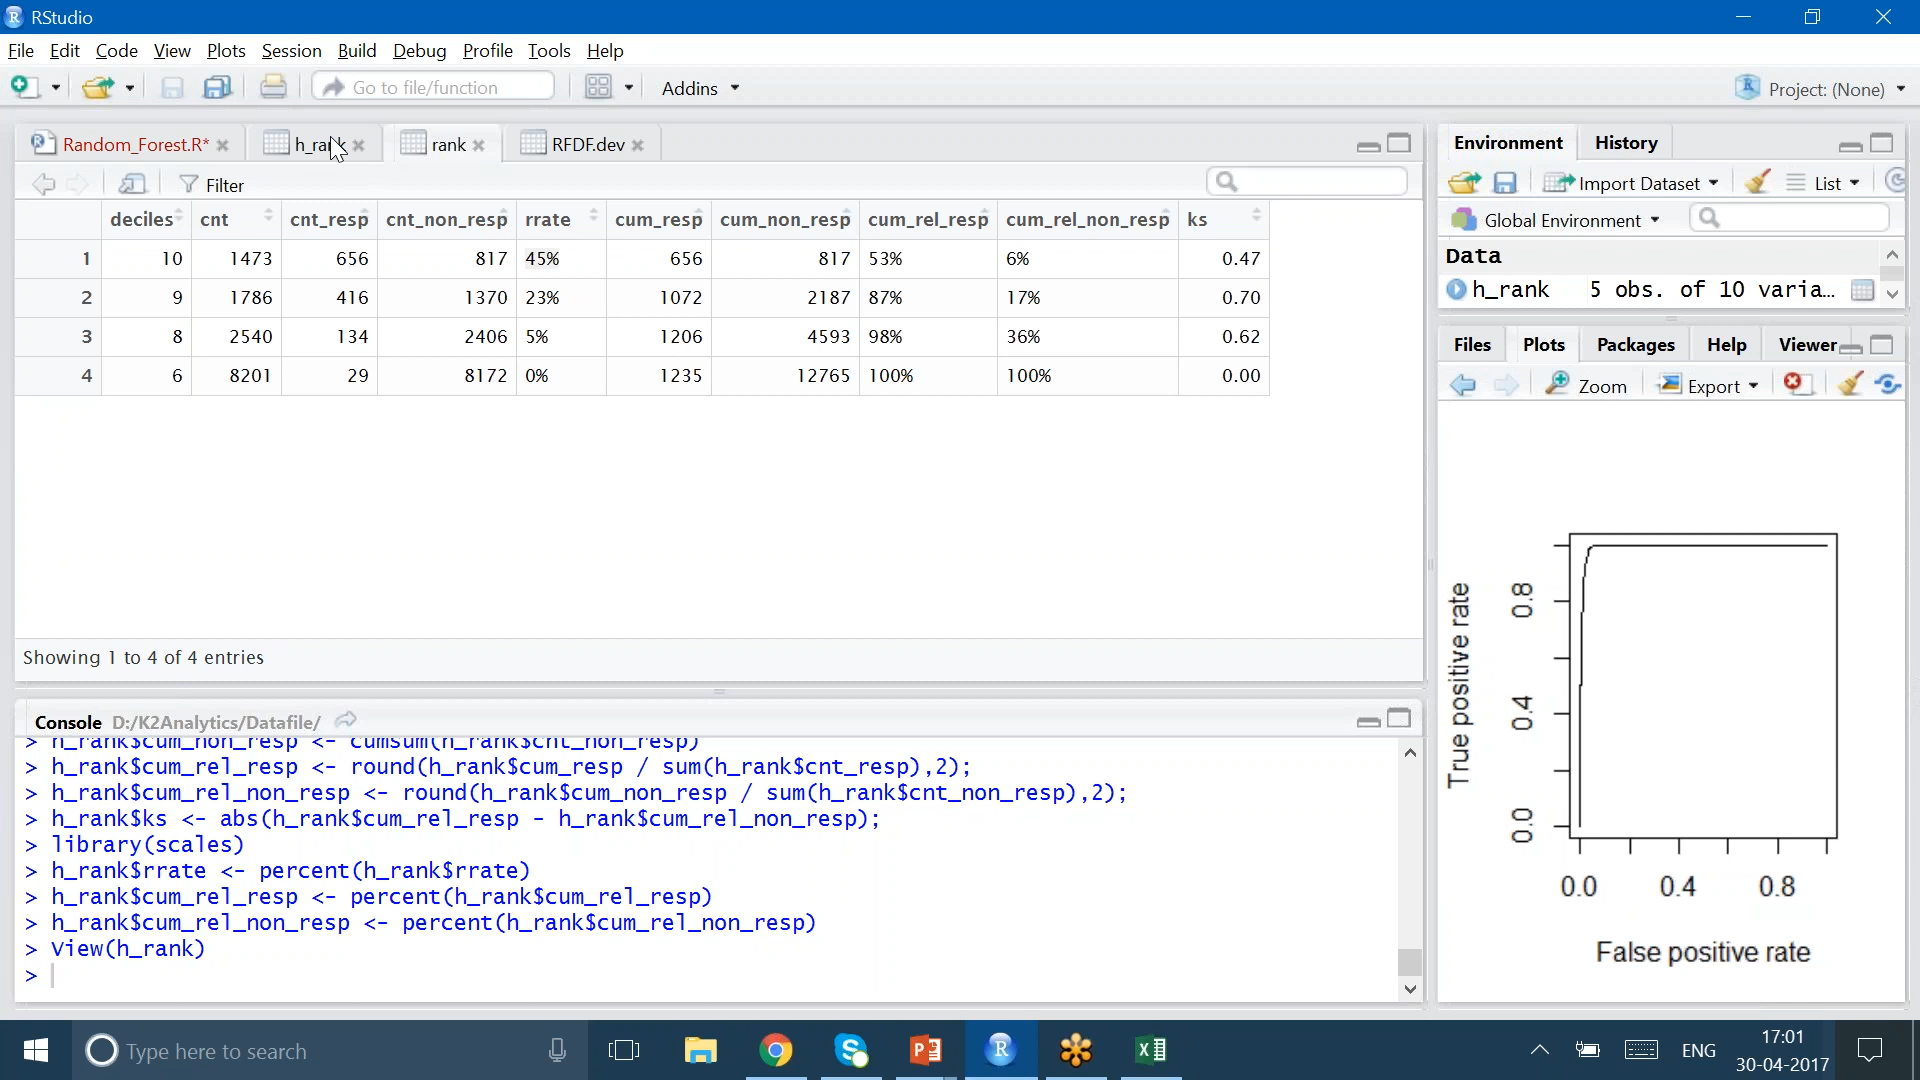 RStudio
File Edit Code View Plots Session Build Debug Profile Tools Help
Go to file/function Addins Project: (None)
Random_Forest.R* h_rank rank RFDF.dev
Filter
deciles cnt cnt_resp cnt_non_resp rrate cum_resp cum_non_resp cum_rel_resp cum_rel_non_resp ks
1 10 1473 656 817 45% 656 817 53% 6% 0.47
2 9 1786 416 1370 23% 1072 2187 87% 17% 0.70
3 8 2540 134 2406 5% 1206 4593 98% 36% 0.62
4 6 8201 29 8172 0% 1235 12765 100% 100% 0.00
Showing 1 to 4 of 4 entries
Console D:/K2Analytics/Datafile/
> h_rank$cum_non_resp <- cumsum(h_rank$cnt_non_resp)
> h_rank$cum_rel_resp <- round(h_rank$cum_resp / sum(h_rank$cnt_resp),2);
> h_rank$cum_rel_non_resp <- round(h_rank$cum_non_resp / sum(h_rank$cnt_non_resp),2);
> h_rank$ks <- abs(h_rank$cum_rel_resp - h_rank$cum_rel_non_resp);
> library(scales)
> h_rank$rrate <- percent(h_rank$rrate)
> h_rank$cum_rel_resp <- percent(h_rank$cum_rel_resp)
> h_rank$cum_rel_non_resp <- percent(h_rank$cum_rel_non_resp)
> View(h_rank)
>
Environment History
Import Dataset List
Global Environment
Data
h_rank 5 obs. of 10 varia...
Files Plots Packages Help Viewer
Zoom Export
True positive rate
0.8
0.4
0.0
0.0 0.4 0.8
False positive rate
Type here to search
ENG
17:01
30-04-2017